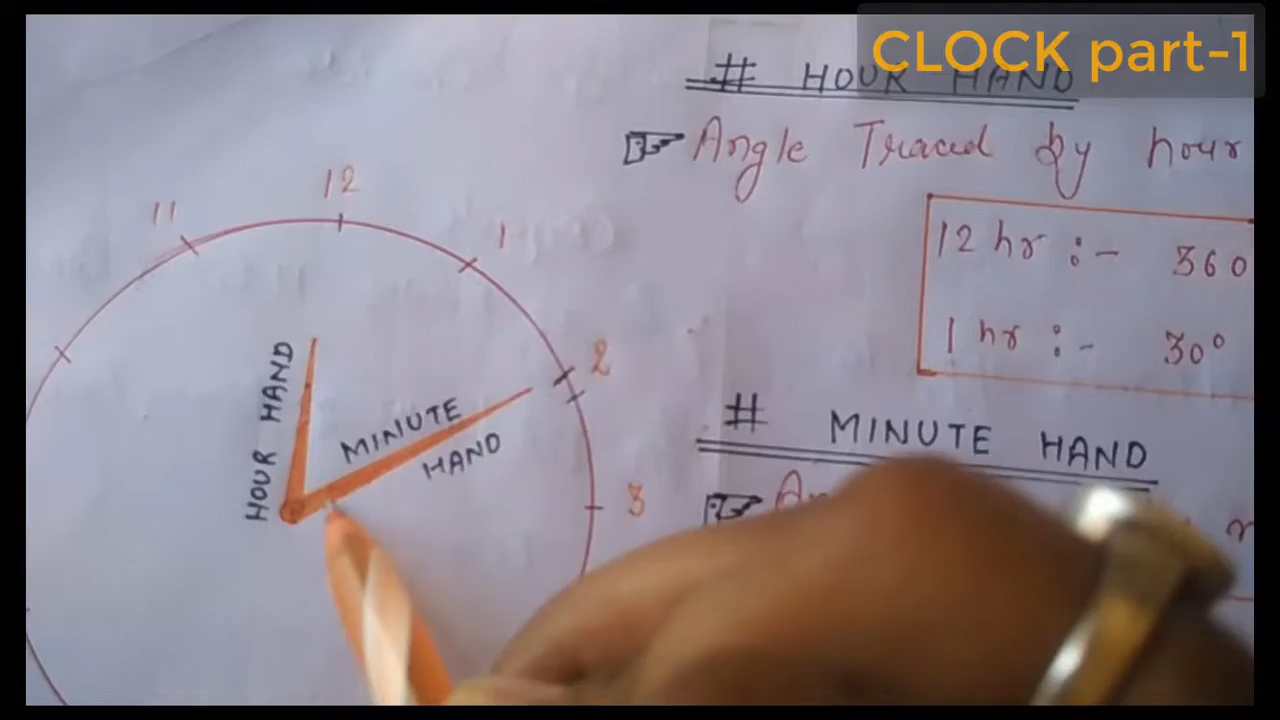 CLOCK part-1
# HOUR HAND
Angle Traced by hour
12 hr :- 360
1 hr :- 30°
# MINUTE HAND
An
11
12
1
2
3
HOUR HAND
MINUTE
HAND